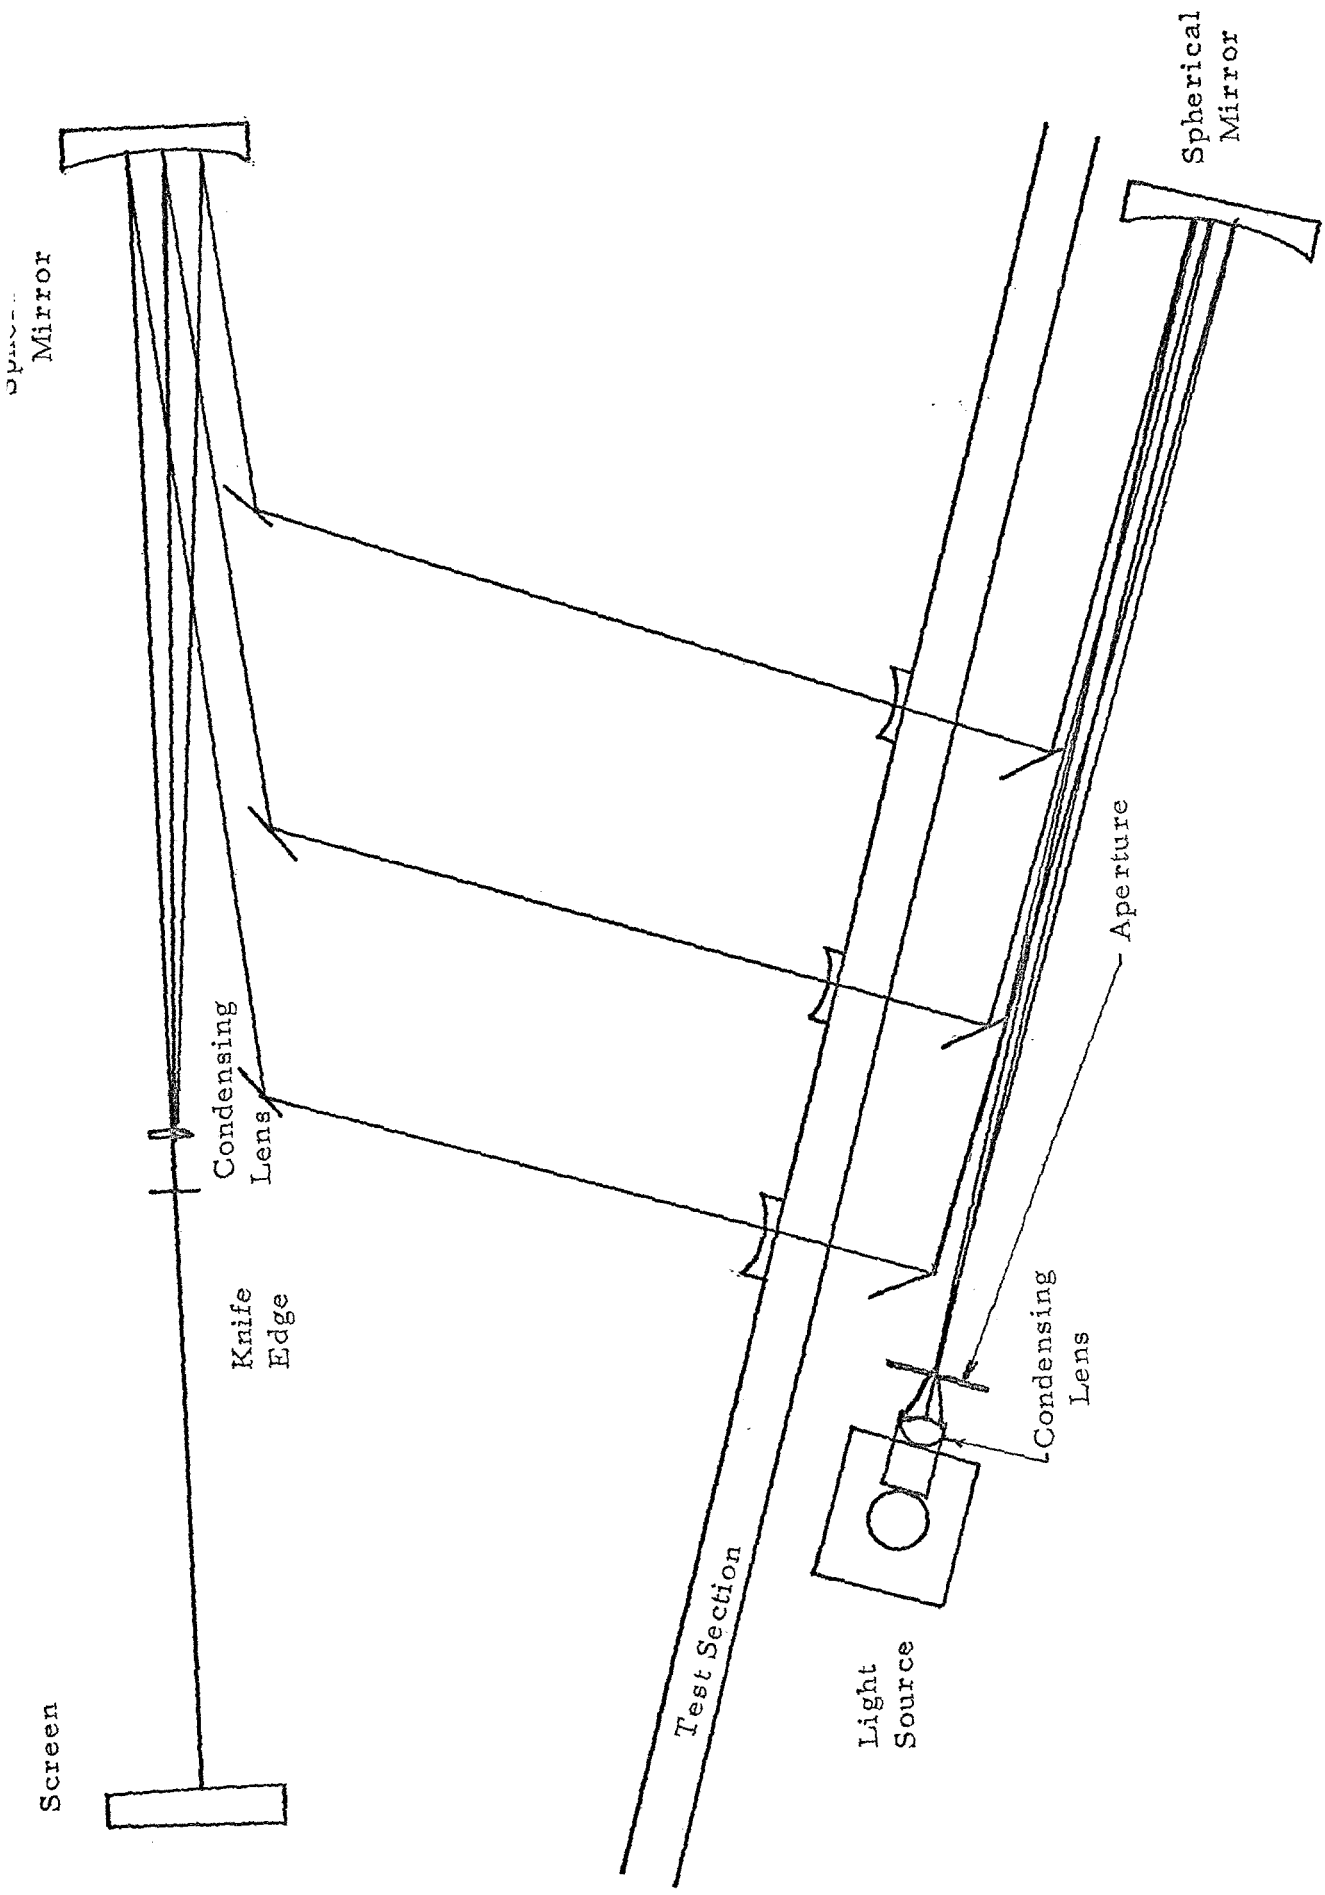 Screen
Knife
Edge
Condensing
Lens
Mirror
Test Section
Light
Source
Condensing
Lens
Aperture
Spherical
Mirror